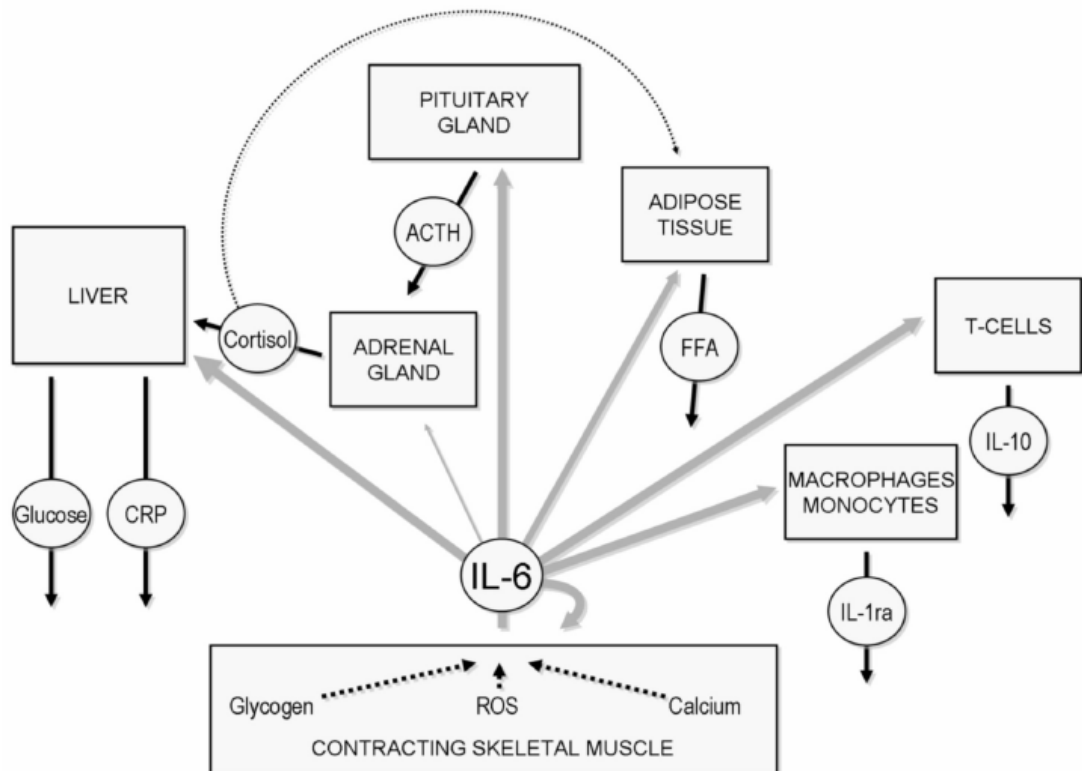 PITUITARY
GLAND
ACTH
ADIPOSE
TISSUE
LIVER
Cortisol
ADRENAL
GLAND
FFA
T-CELLS
IL-10
MACROPHAGES
MONOCYTES
Glucose
CRP
IL-6
IL-1ra
Glycogen
ROS
Calcium
CONTRACTING SKELETAL MUSCLE